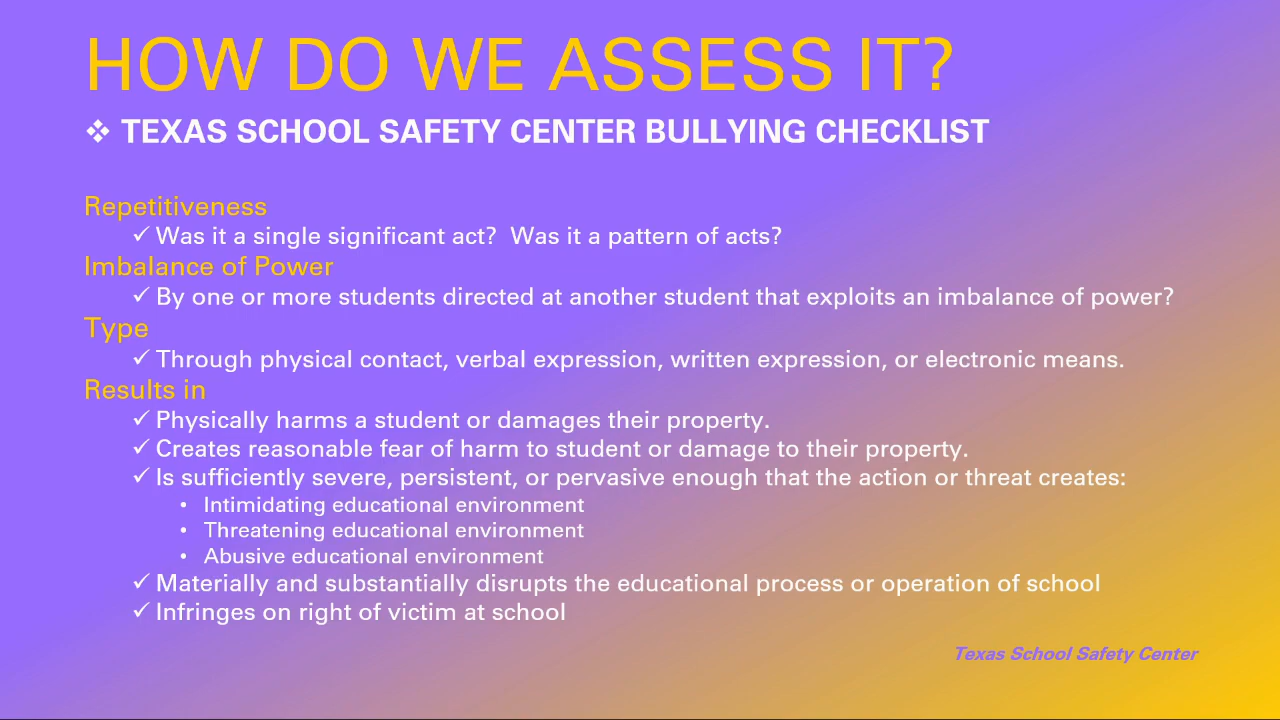 HOW DO WE ASSESS IT?
❖ TEXAS SCHOOL SAFETY CENTER BULLYING CHECKLIST
Repetitiveness
✓ Was it a single significant act?  Was it a pattern of acts?
Imbalance of Power
✓ By one or more students directed at another student that exploits an imbalance of power?
Type
✓ Through physical contact, verbal expression, written expression, or electronic means.
Results in
✓ Physically harms a student or damages their property.
✓ Creates reasonable fear of harm to student or damage to their property.
✓ Is sufficiently severe, persistent, or pervasive enough that the action or threat creates:
• Intimidating educational environment
• Threatening educational environment
• Abusive educational environment
✓ Materially and substantially disrupts the educational process or operation of school
✓ Infringes on right of victim at school
Texas School Safety Center